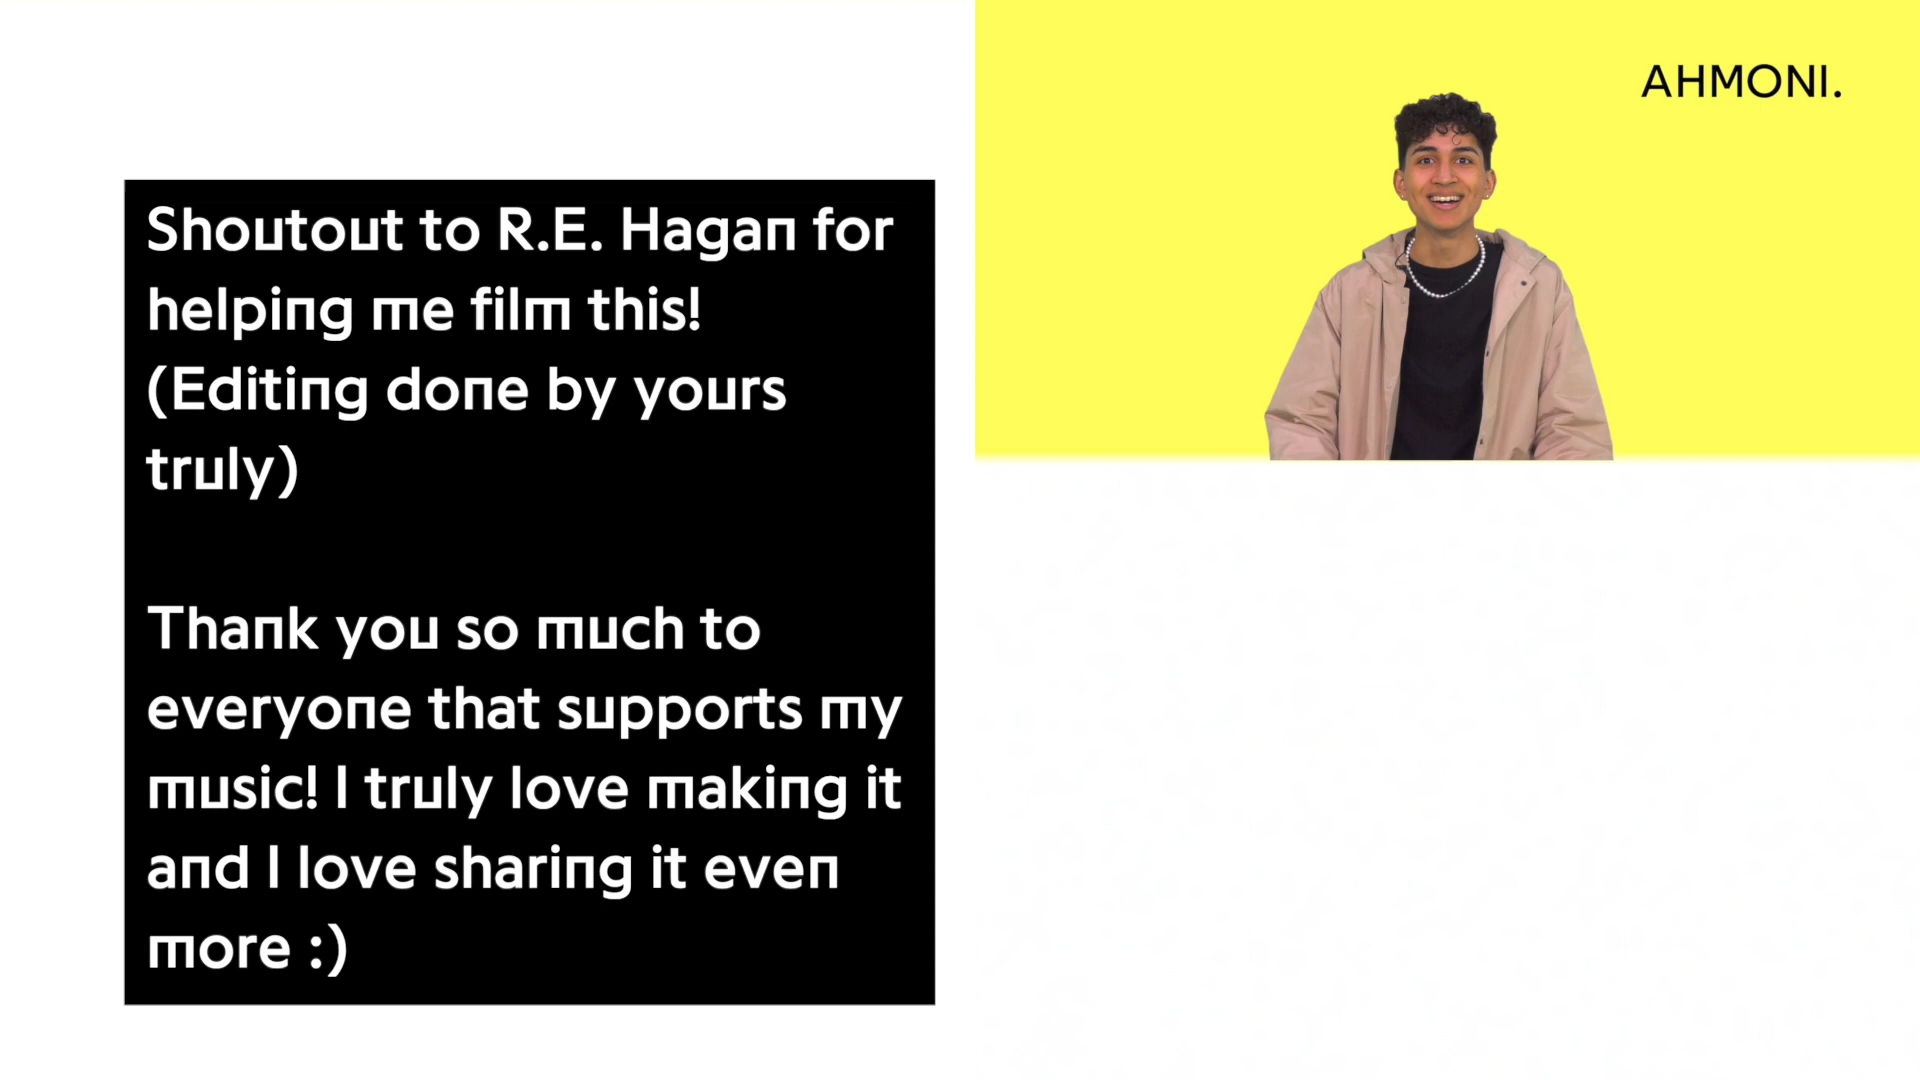 AHMONI.
Shoutout to R.E. Hagan for
helping me film this!
(Editing done by yours
truly)
Thank you so much to
everyone that supports my
music! I truly love making it
and I love sharing it even
more :)